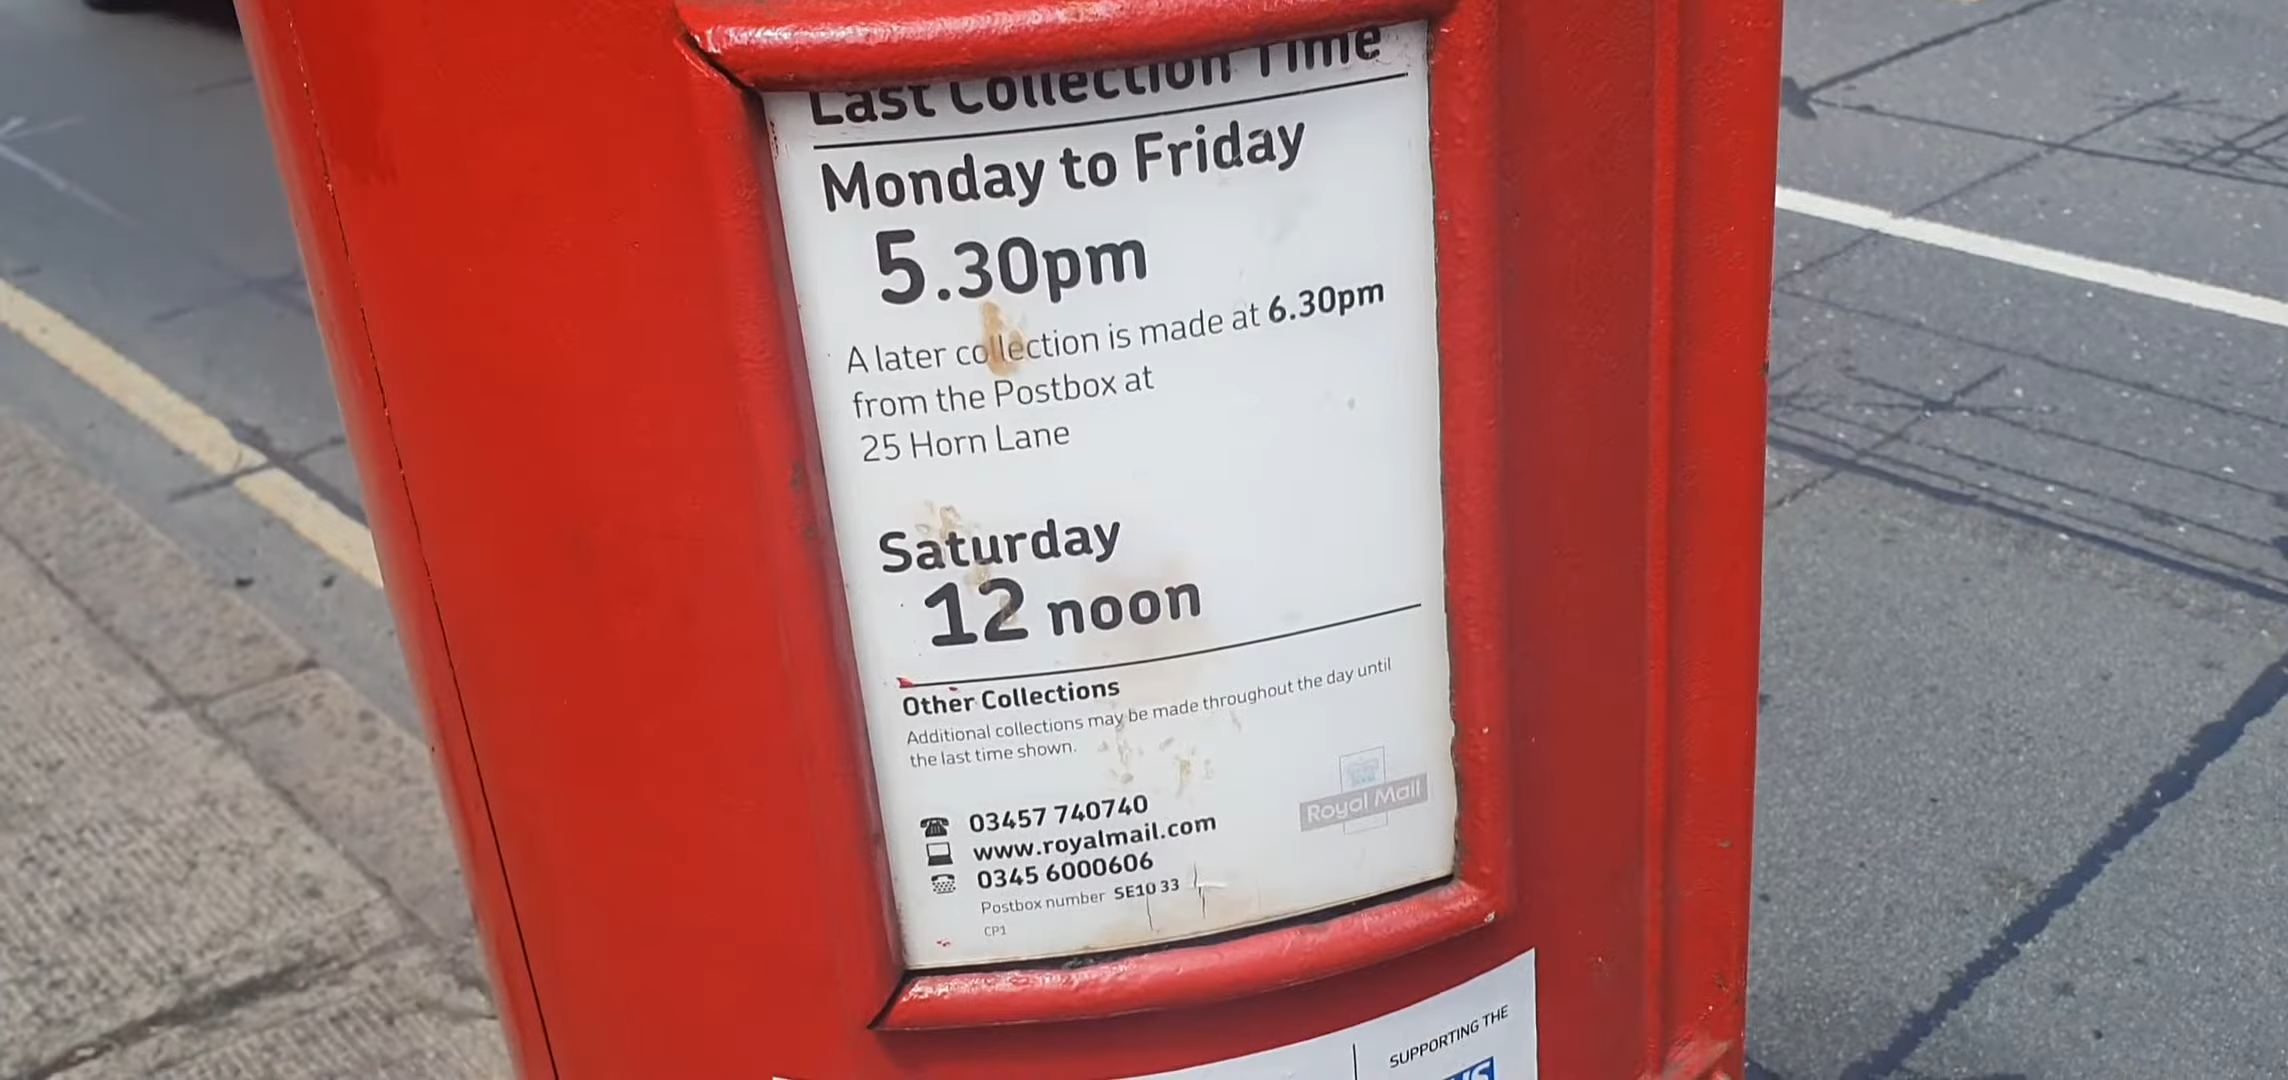 Last Collection Time
Monday to Friday
5.30pm
A later collection is made at 6.30pm
from the Postbox at
25 Horn Lane
Saturday
12 noon
Other Collections
Additional collections may be made throughout the day until
the last time shown.
03457 740740
www.royalmail.com
0345 6000606
Postbox number SE10 33
CP1
Royal Mail
SUPPORTING THE